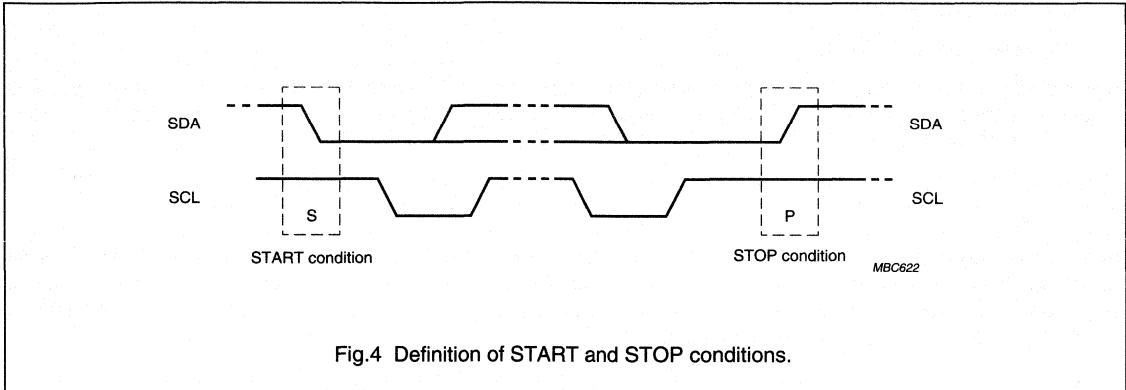 SDA
SDA
SCL
SCL
S
P
START condition
STOP condition
MBC622
Fig.4 Definition of START and STOP conditions.